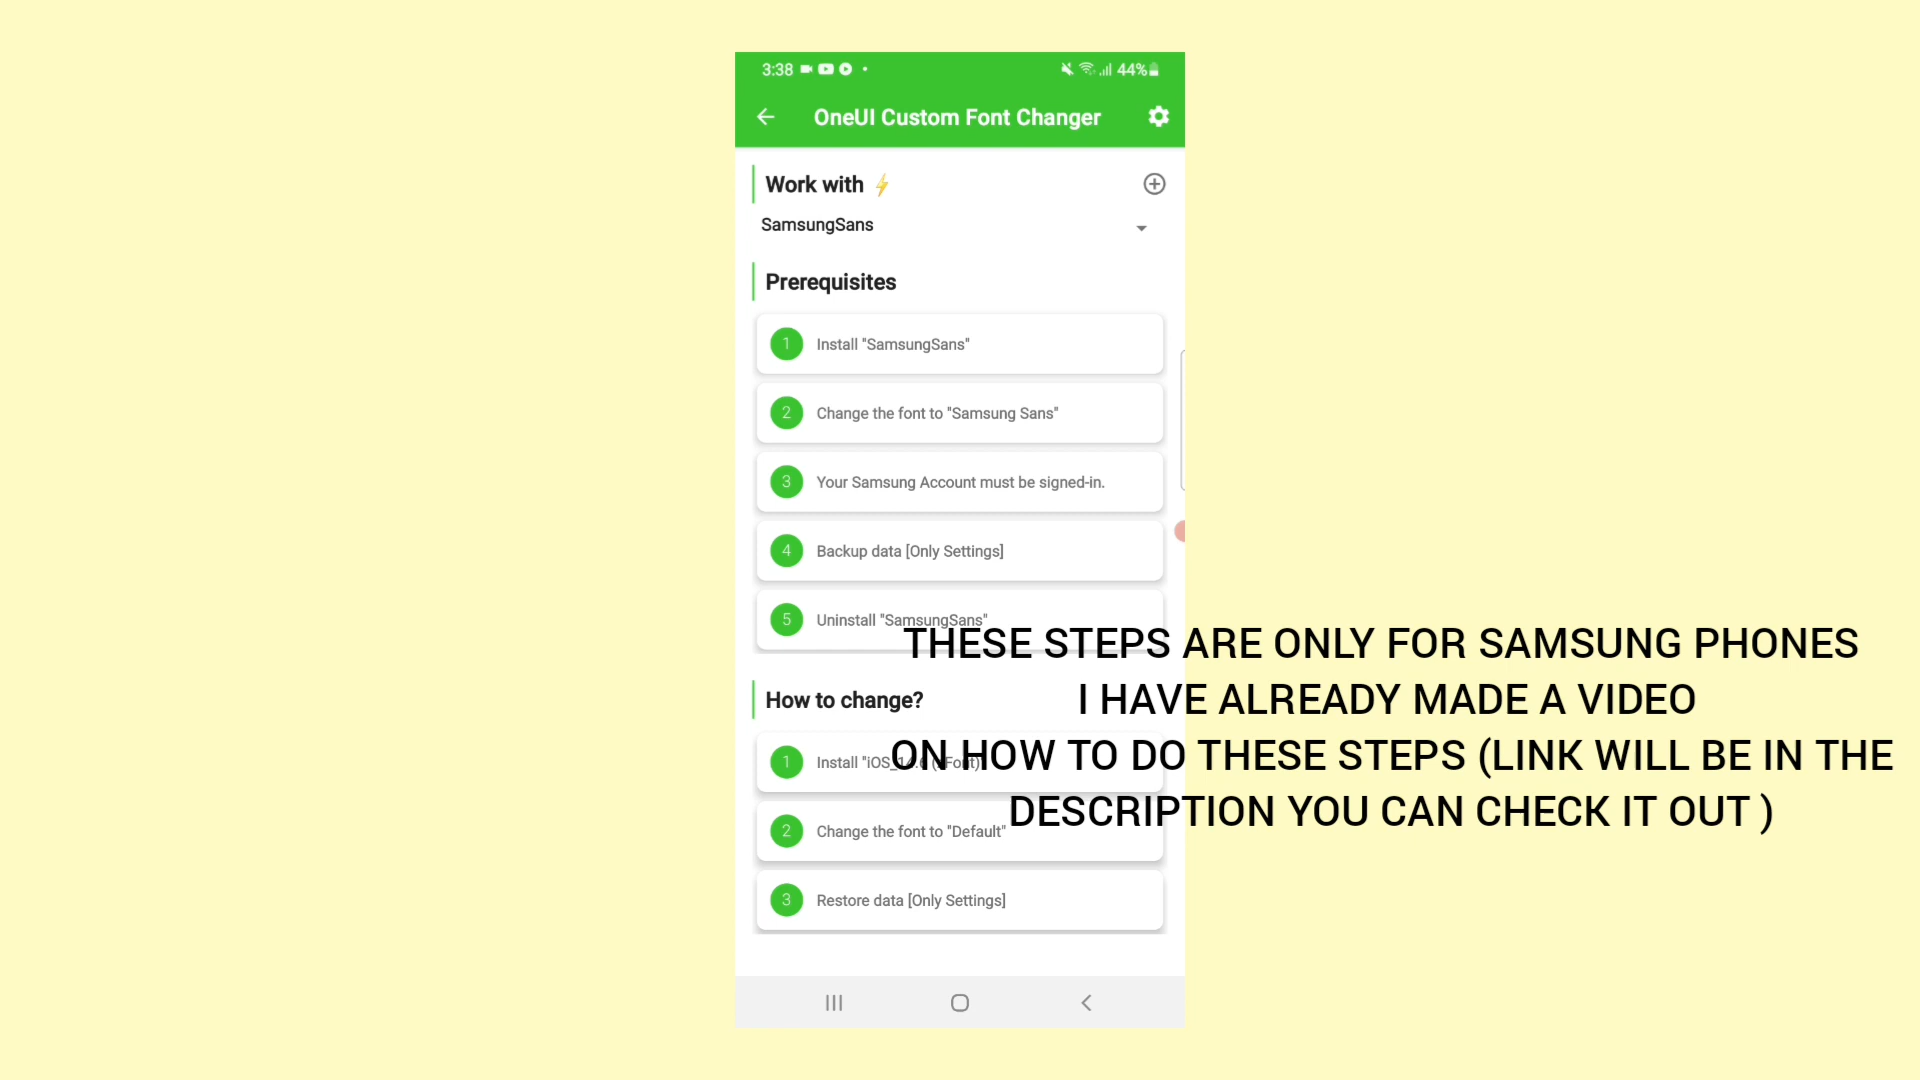 3:38
44%
OneUI Custom Font Changer
Work with
SamsungSans
Prerequisites
1 Install "SamsungSans"
2 Change the font to "Samsung Sans"
3 Your Samsung Account must be signed-in.
4 Backup data [Only Settings]
5 Uninstall "SamsungSans"
THESE STEPS ARE ONLY FOR SAMSUNG PHONES
I HAVE ALREADY MADE A VIDEO
ON HOW TO DO THESE STEPS (LINK WILL BE IN THE
DESCRIPTION YOU CAN CHECK IT OUT )
How to change?
1 Install
2 Change the font to "Default"
3 Restore data [Only Settings]